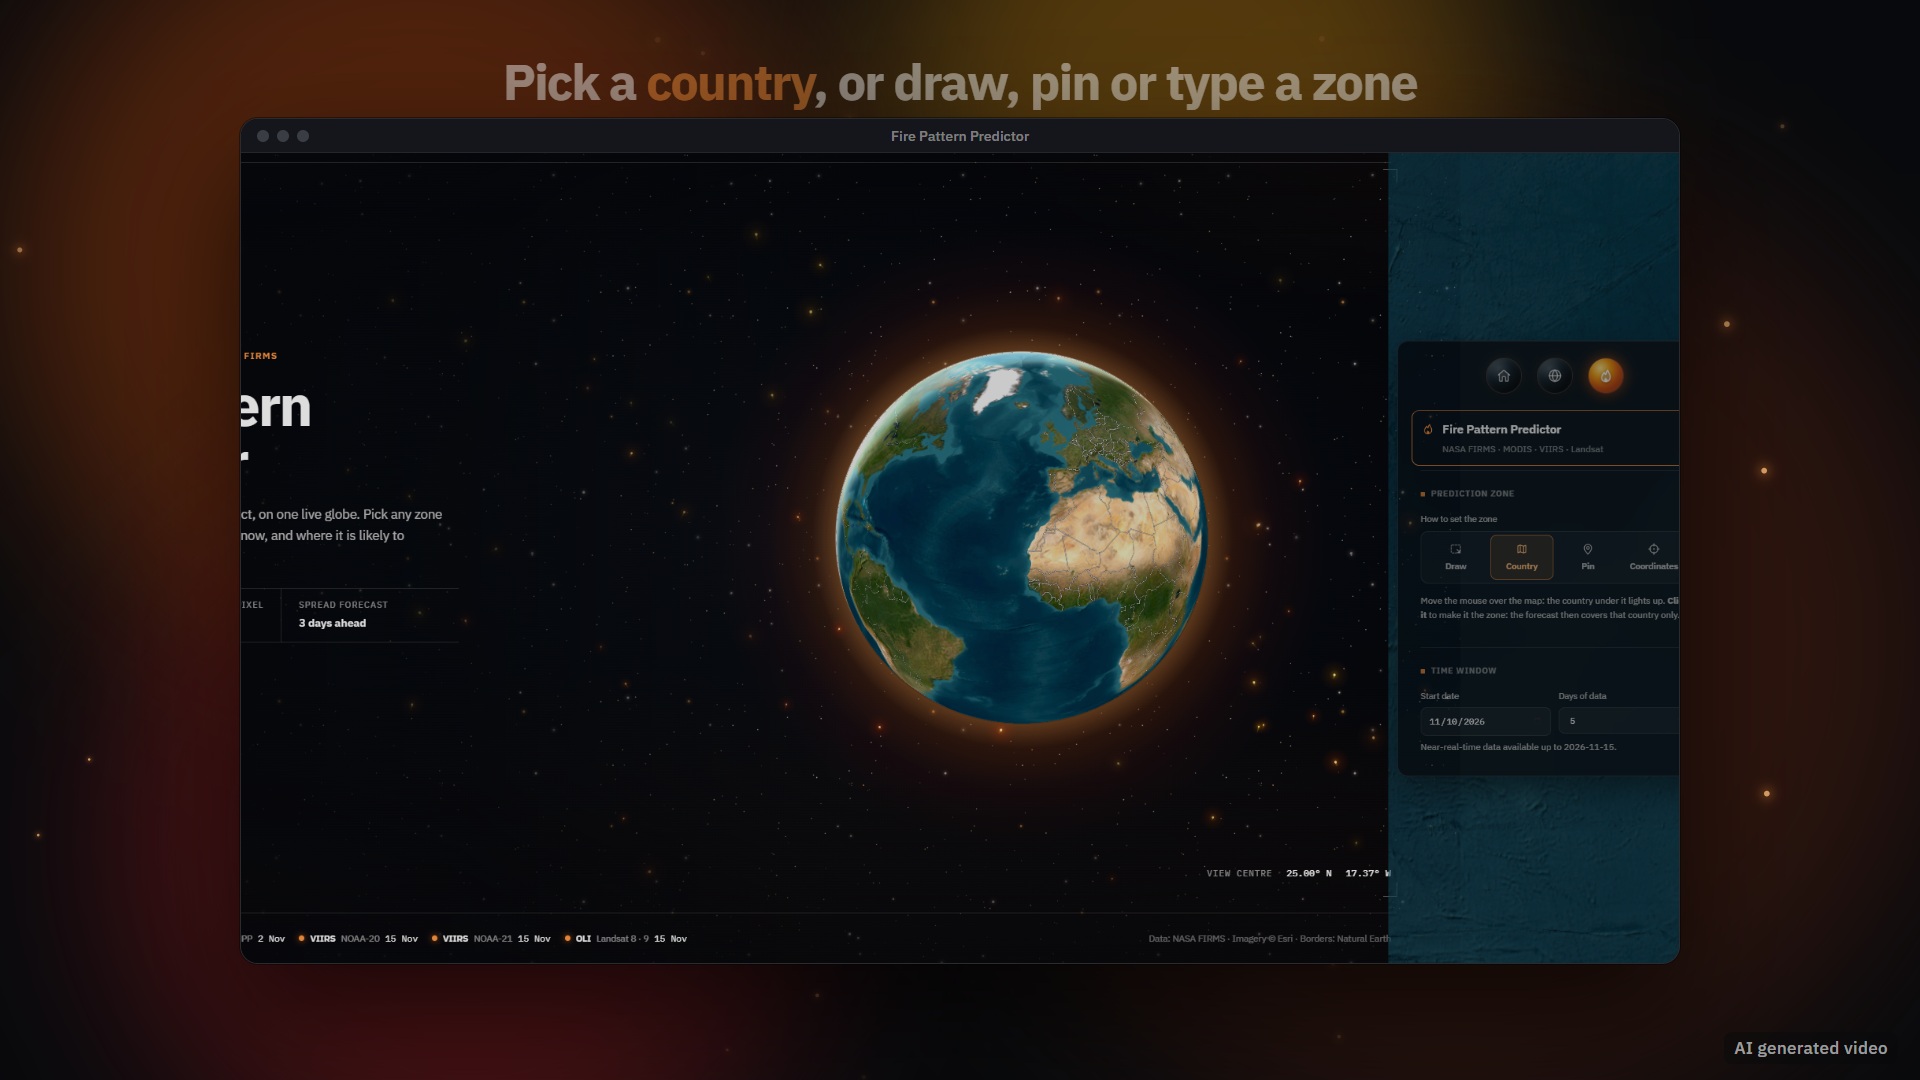 Pick a country, or draw, pin or type a zone
Fire Pattern Predictor
FIRMS
ern
r
ct, on one live globe. Pick any zone
now, and where it is likely to
IXEL
SPREAD FORECAST
3 days ahead
VIEW CENTRE 25.00° N 17.37° W
PP 2 Nov VIIRS NOAA-20 15 Nov VIIRS NOAA-21 15 Nov OLI Landsat 8 · 9 15 Nov
Data: NASA FIRMS · Imagery © Esri · Borders: Natural Earth
Fire Pattern Predictor
NASA FIRMS · MODIS · VIIRS · Landsat
PREDICTION ZONE
How to set the zone
Draw Country Pin Coordinates
Move the mouse over the map: the country under it lights up. Cli
it to make it the zone: the forecast then covers that country only.
TIME WINDOW
Start date Days of data
11/10/2026 5
Near-real-time data available up to 2026-11-15.
AI generated video